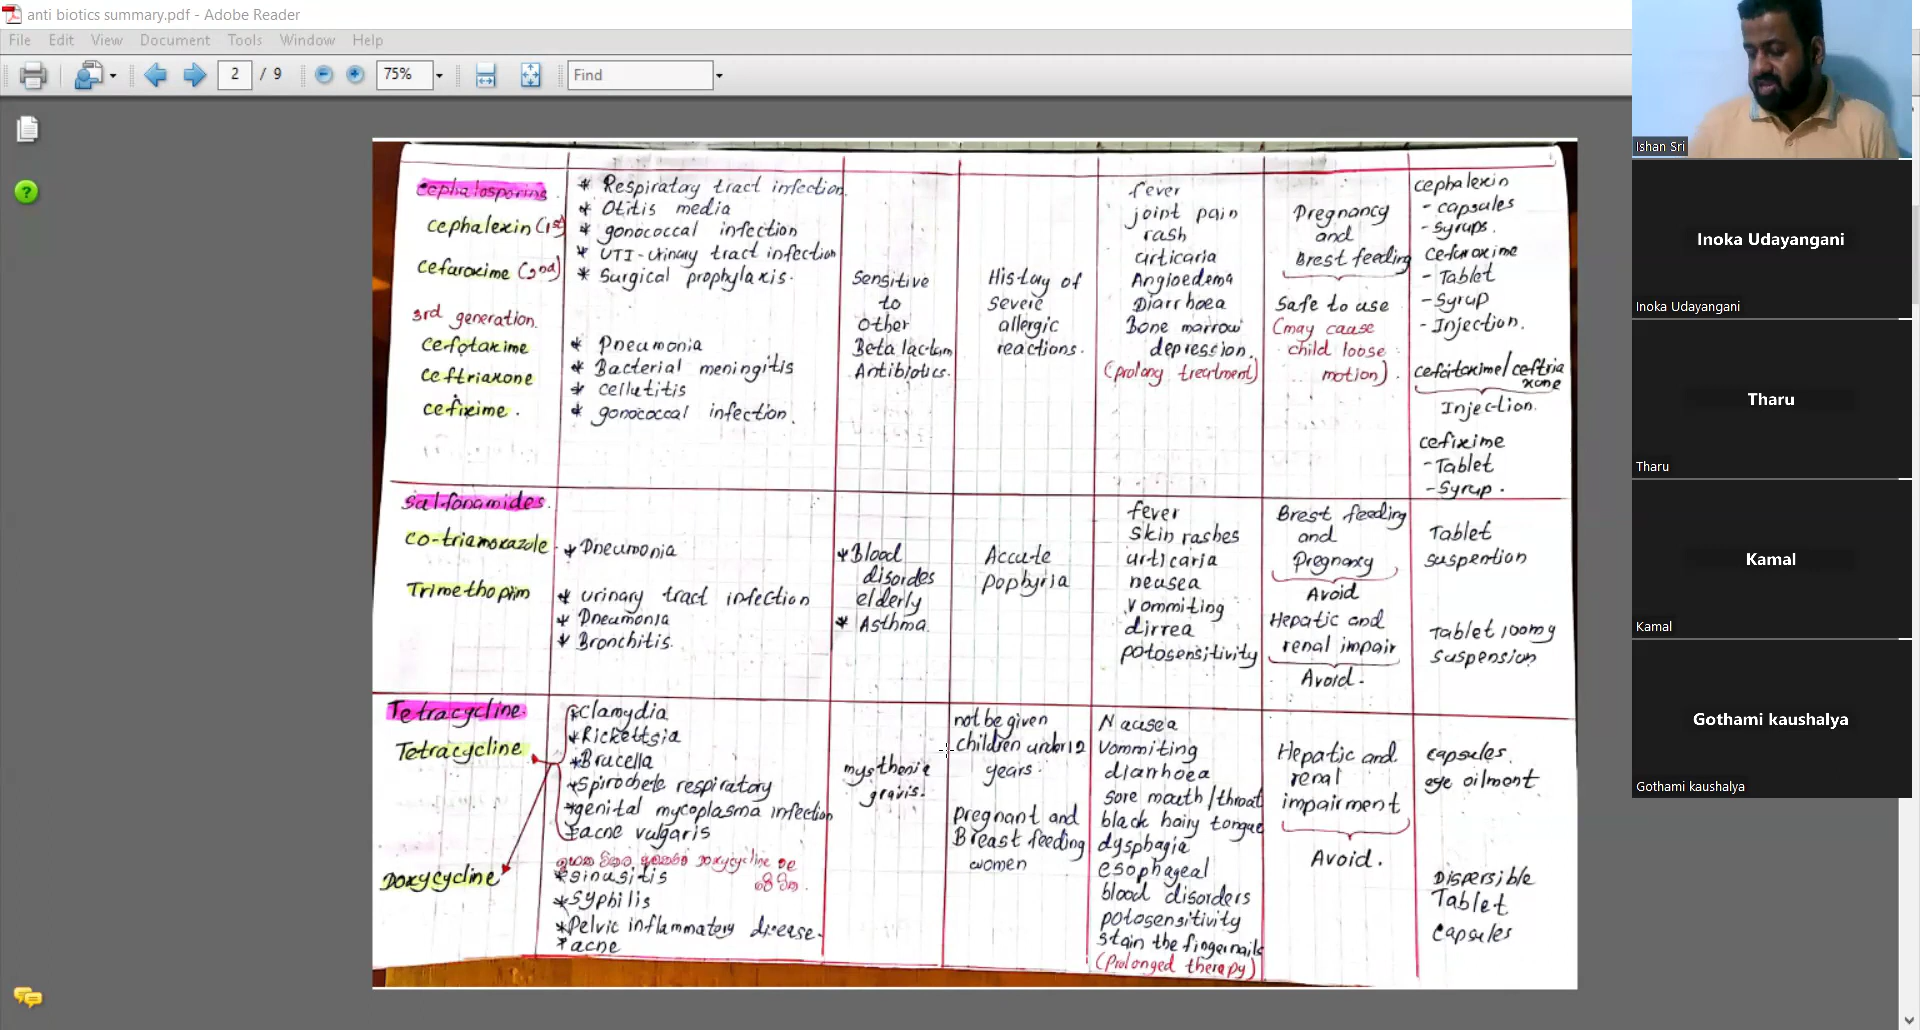 anti biotics summary.pdf - Adobe Reader
File Edit View Document Tools Window Help
2 / 9 75% Find
cephalosporins
cephalexin (1st)
cefuroxime (2nd)
3rd generation.
cefotaxime
ceftriaxone
cefixime.
* Respiratory tract infection.
* Otitis media
* gonococcal infection
* UTI-Urinary tract infection
* Surgical prophylaxis.
* Pneumonia
* Bacterial meningitis
* cellutitis
* gonococcal infection.
Sensitive
to
other
Beta lactam
Antibiotics.
History of
severe
allergic
reactions.
fever
joint pain
rash
urticaria
Angioedema
Diarrhoea
Bone marrow
depression.
(prolong treatment)
Pregnancy
and
Brest feeding
safe to use
(may cause
child loose
motion).
cephalexin
- capsules
- syrups.
cefuroxime
- Tablet
- syrup
- Injection.
/ceftria
xone
Injection.
cefixime
- Tablet
- syrup.
Salfonamides.
co-triamoxazole
Trimethoprim
* Pneumonia
* urinary tract infection
* Pneumonia
* Bronchitis.
* Blood
disordes
elderly
* Asthma.
Accute
pophyria
fever
skin rashes
urticaria
neusea
vommiting
dirrea
potosensitivity
Brest feeding
and
Pregnancy
Avoid
Hepatic and
renal impair
Avoid.
Tablet
suspention
Tablet 100mg
suspension
Tetracycline.
Tetracycline
Doxycycline
* Clamydia
* Rickettsia
* Brucella
* Spirochete respiratory
* genital mycoplasma infection
* acne vulgaris
Doxycycline
* sinusitis
* syphilis
* Pelvic inflammatory disease.
* acne
mysthenia
gravis.
not be given
children under 12
years.
pregnant and
Breast feeding
women
Nausea
Vommiting
diarrhoea
sore mouth/throat
black hairy tongue
dysphagia
esophageal
blood disorders
potosensitivity
stain the fingernails
(Prolonged therapy)
Hepatic and
renal
impairment
Avoid.
capsules.
eye oilment.
Dispersible
Tablet
capsules
Ishan Sri
Inoka Udayangani
Inoka Udayangani
Tharu
Tharu
Kamal
Kamal
Gothami kaushalya
Gothami kaushalya